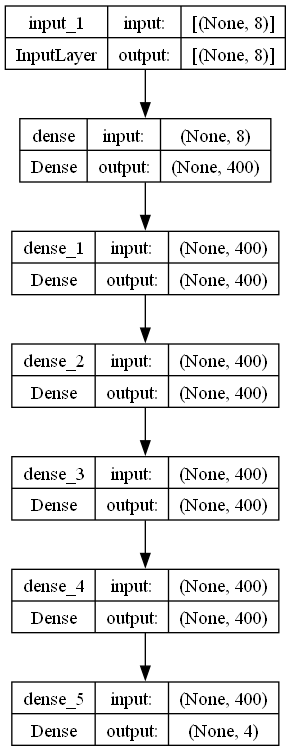 input_1 input: [(None, 8)]
InputLayer output: [(None, 8)]
dense input: (None, 8)
Dense output: (None, 400)
dense_1 input: (None, 400)
Dense output: (None, 400)
dense_2 input: (None, 400)
Dense output: (None, 400)
dense_3 input: (None, 400)
Dense output: (None, 400)
dense_4 input: (None, 400)
Dense output: (None, 400)
dense_5 input: (None, 400)
Dense output: (None, 4)